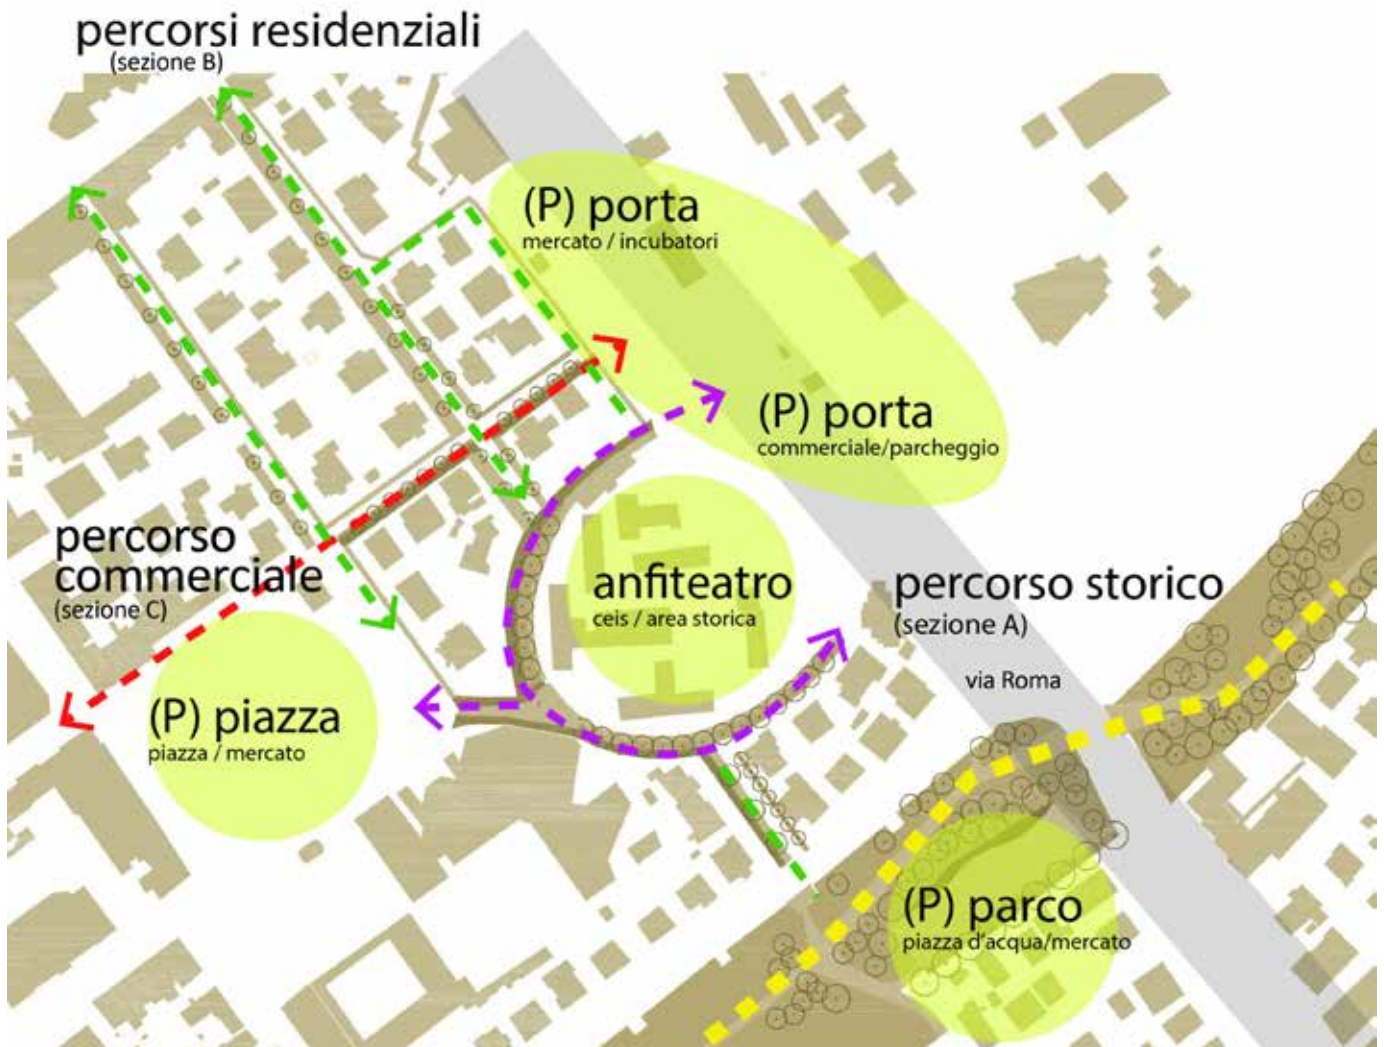 percorsi residenziali
(sezione B)
(P) porta
mercato / incubatori
(P) porta
commerciale/parcheggio
percorso
commerciale
(sezione C)
anfiteatro
ceis / area storica
percorso storico
(sezione A)
via Roma
(P) piazza
piazza / mercato
(P) parco
piazza d'acqua/mercato